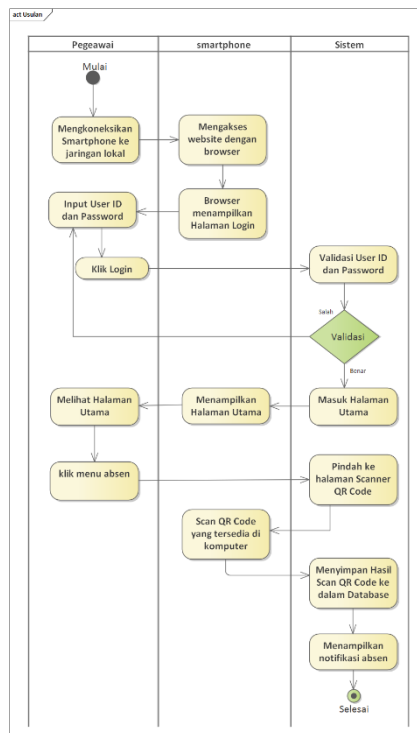 act Usulan
Pegeawai
smartphone
Sistem
Mulai
Mengkoneksikan
Smartphone ke
jaringan lokal
Mengakses
website dengan
browser
Input User ID
dan Password
Browser
menampilkan
Halaman Login
Klik Login
Validasi User ID
dan Password
Salah
Validasi
Benar
Melihat Halaman
Utama
Menampilkan
Halaman Utama
Masuk Halaman
Utama
klik menu absen
Pindah ke
halaman Scanner
QR Code
Scan QR Code
yang tersedia di
komputer
Menyimpan Hasil
Scan QR Code ke
dalam Database
Menampilkan
notifikasi absen
Selesai